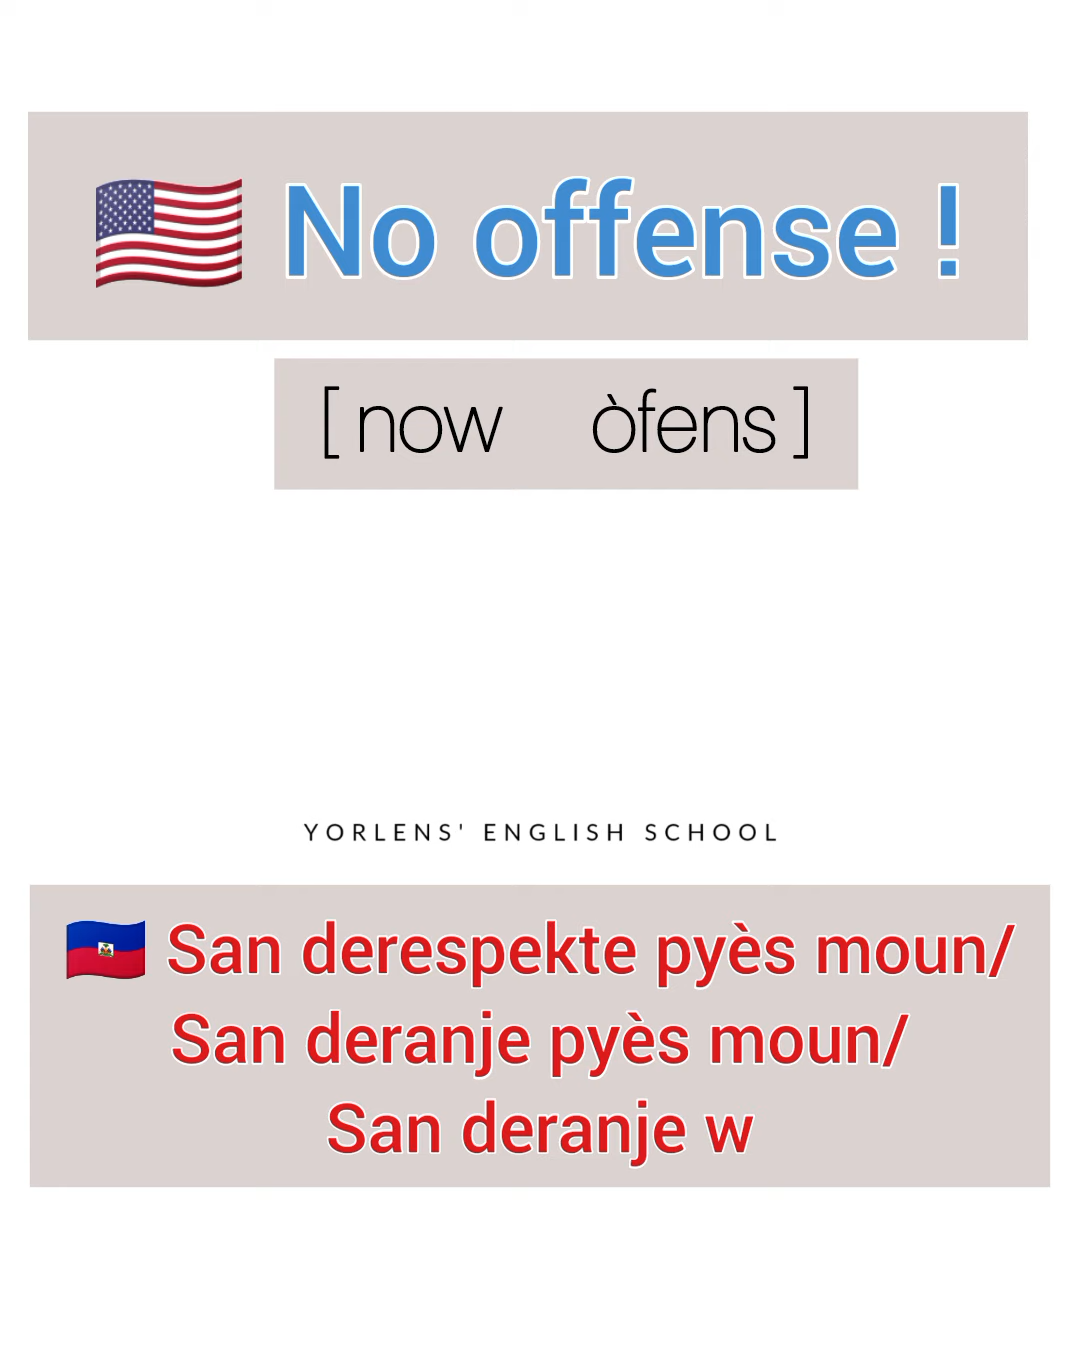 🇺🇸 No offense !
[ now òfens ]
YORLENS' ENGLISH SCHOOL
🇭🇹 San derespekte pyès moun/
San deranje pyès moun/
San deranje w